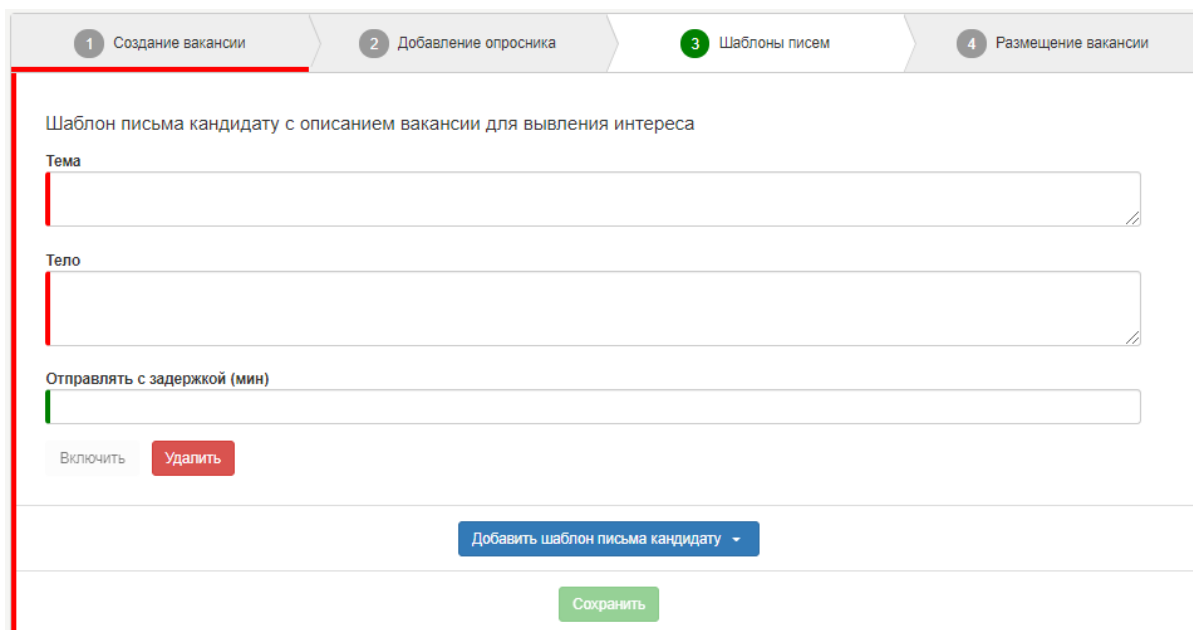 1 Создание вакансии 2 Добавление опросника 3 Шаблоны писем 4 Размещение вакансии
Шаблон письма кандидату с описанием вакансии для вывления интереса
Тема
Тело
Отправлять с задержкой (мин)
Включить Удалить
Добавить шаблон письма кандидату
Сохранить